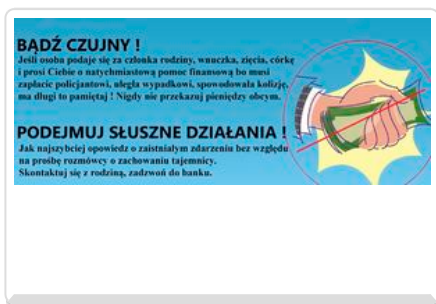 BĄDŹ CZUJNY !
Jeśli osoba podaje się za członka rodziny, wnuczka, zięcia, córkę
i prosi Ciebie o natychmiastową pomoc finansową bo musi
zapłacić policjantowi, uległa wypadkowi, spowodowała kolizję,
ma długi to pamiętaj ! Nigdy nie przekazuj pieniędzy obcym.
PODEJMUJ SŁUSZNE DZIAŁANIA !
Jak najszybciej opowiedz o zaistniałym zdarzeniu bez względu
na prośbę rozmówcy o zachowaniu tajemnicy.
Skontaktuj się z rodziną, zadzwoń do banku.